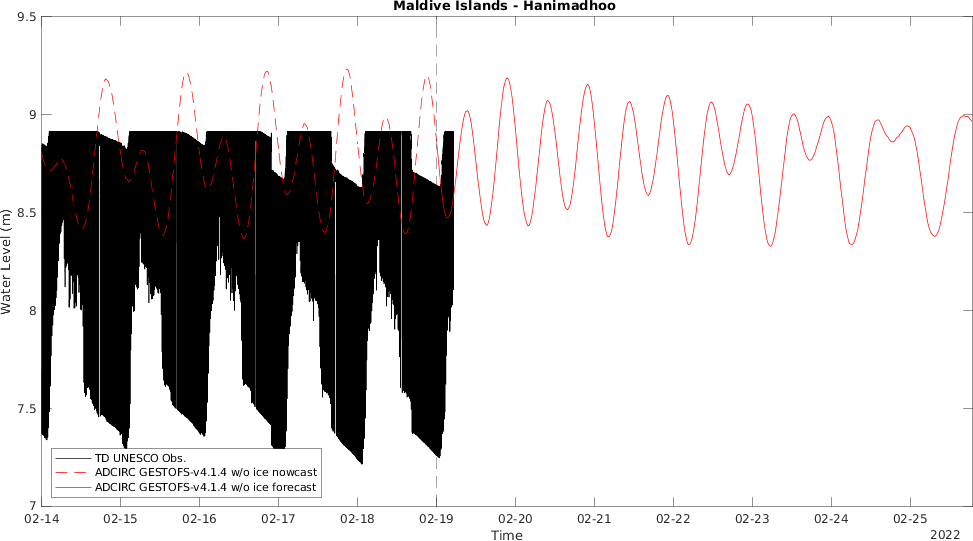 Maldive Islands - Hanimadhoo
9.5
9
8.5
8
7.5
7
Water Level (m)
TD UNESCO Obs.
ADCIRC GESTOFS-v4.1.4 w/o ice nowcast
ADCIRC GESTOFS-v4.1.4 w/o ice forecast
02-14 02-15 02-16 02-17 02-18 02-19 02-20 02-21 02-22 02-23 02-24 02-25
Time
2022